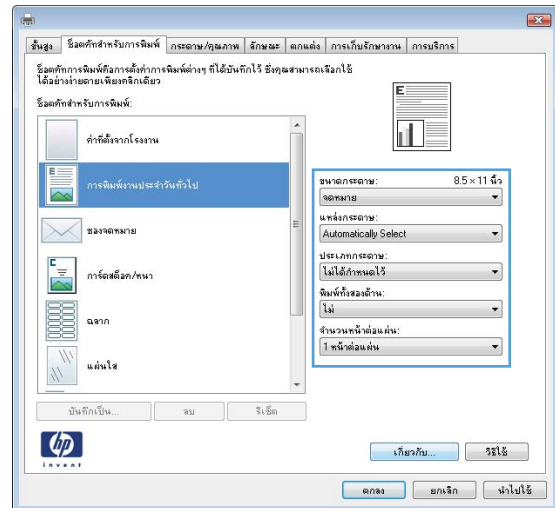 ขั้นสูง ช็อตคัทสำหรับการพิมพ์ กระดาษ/คุณภาพ ลักษณะ ตกแต่ง การเก็บรักษางาน การบริการ
ช็อตคัทการพิมพ์คือการตั้งค่าการพิมพ์ต่างๆ ที่ได้บันทึกไว้ ซึ่งคุณสามารถเลือกใช้
ได้อย่างง่ายดายเพียงคลิกเดียว
ช็อตคัทสำหรับการพิมพ์:
ค่าที่ตั้งจากโรงงาน
การพิมพ์งานประจำวันทั่วไป
ซองจดหมาย
การ์ดสต็อค/หนา
ฉลาก
แผ่นใส
E
ขนาดกระดาษ: 8.5 × 11 นิ้ว
จดหมาย
แหล่งกระดาษ:
Automatically Select
ประเภทกระดาษ:
ไม่ได้กำหนดไว้
พิมพ์ทั้งสองด้าน:
ไม่
จำนวนหน้าต่อแผ่น:
1 หน้าต่อแผ่น
บันทึกเป็น... ลบ รีเซ็ต
hp
invent
เกี่ยวกับ... วิธีใช้
ตกลง ยกเลิก นำไปใช้